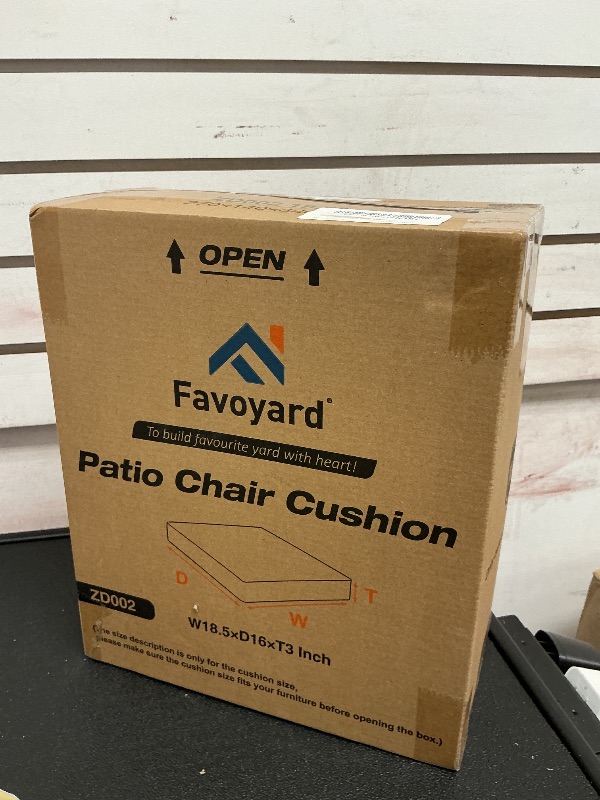 OPEN
Favoyard
To build favourite yard with heart!
Patio Chair Cushion
D
T
W
ZD002
W18.5×D16×T3 Inch
(The size description is only for the cushion size,
please make sure the cushion size fits your furniture before opening the box.)